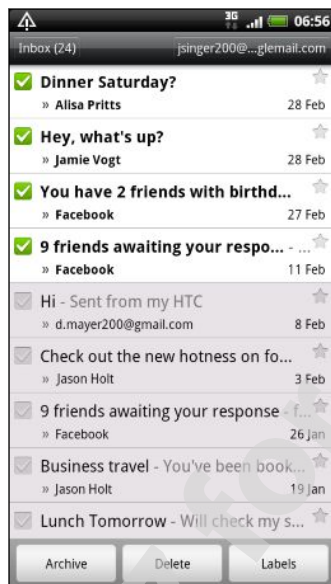 3G 06:56
Inbox (24) jsinger200@...glemail.com
Dinner Saturday?
» Alisa Pritts 28 Feb
Hey, what's up?
» Jamie Vogt 28 Feb
You have 2 friends with birthd...
» Facebook 27 Feb
9 friends awaiting your respo... - ...
» Facebook 11 Feb
Hi - Sent from my HTC
» d.mayer200@gmail.com 8 Feb
Check out the new hotness on fo...
» Jason Holt 3 Feb
9 friends awaiting your response - f...
» Facebook 26 Jan
Business travel - You've been book...
» Jason Holt 19 Jan
Lunch Tomorrow - Will check my s...
Archive Delete Labels